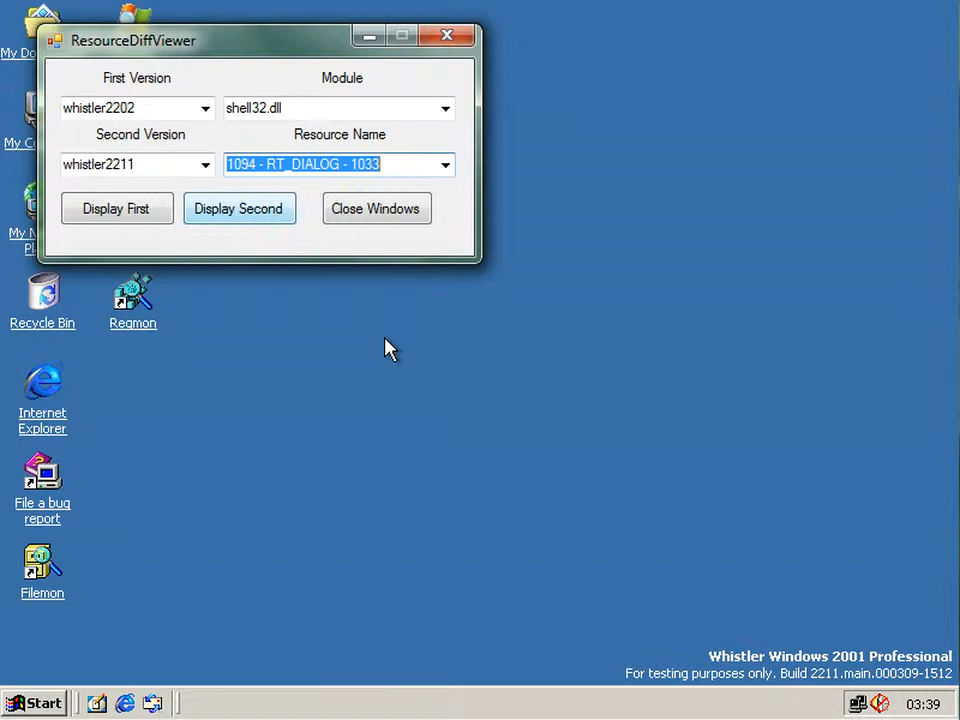 ResourceDiffViewer
First Version
Module
whistler2202
shell32.dll
Second Version
Resource Name
whistler2211
1094 - RT_DIALOG - 1033
Display First
Display Second
Close Windows
My Do
My Co
My N
Pl
Recycle Bin
Regmon
Internet
Explorer
File a bug
report
Filemon
Whistler Windows 2001 Professional
For testing purposes only. Build 2211.main.000309-1512
Start
03:39